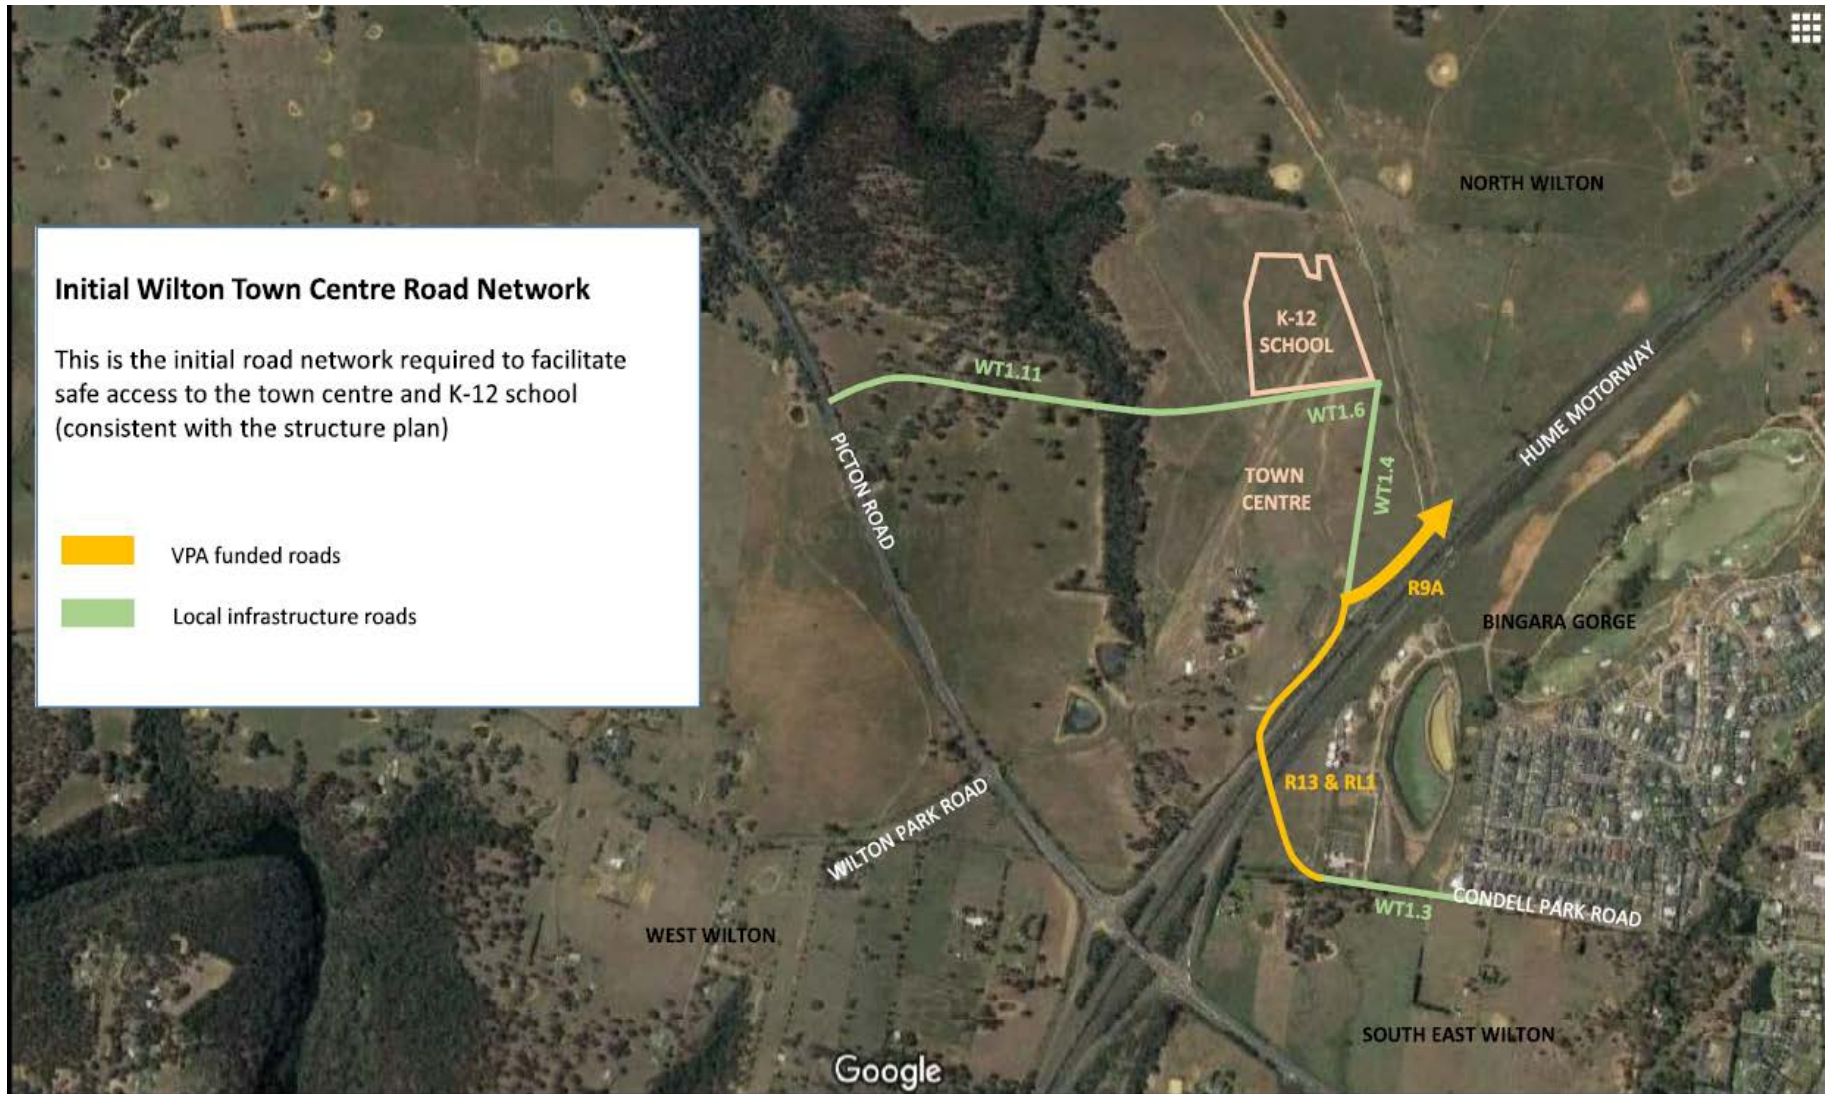 NORTH WILTON
Initial Wilton Town Centre Road Network
This is the initial road network required to facilitate
safe access to the town centre and K-12 school
(consistent with the structure plan)
VPA funded roads
Local infrastructure roads
K-12
SCHOOL
WT1.11
WT1.6
HUME MOTORWAY
PICTON ROAD
TOWN
CENTRE
WT1.4
R9A
BINGARA GORGE
R13 & RL1
WILTON PARK ROAD
WT1.3
CONDELL PARK ROAD
WEST WILTON
SOUTH EAST WILTON
Google